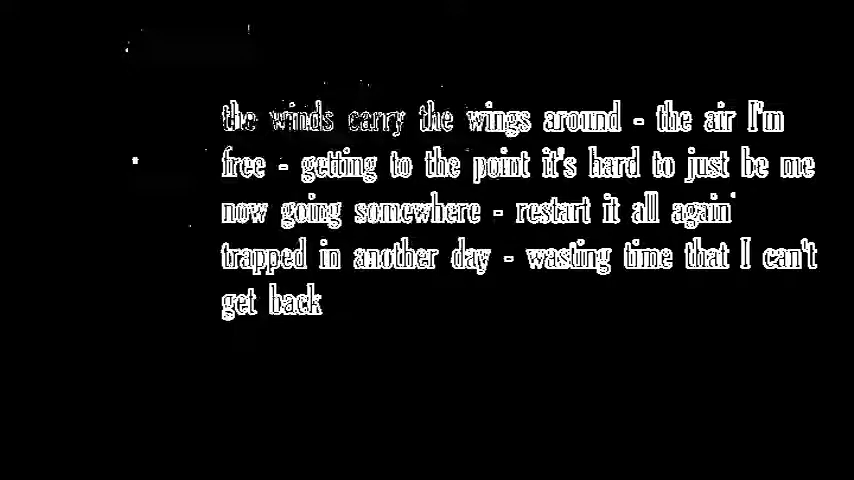 the winds carry the wings around - the air I'm
free - getting to the point it's hard to just be me
now going somewhere - restart it all again
trapped in another day - wasting time that I can't
get back